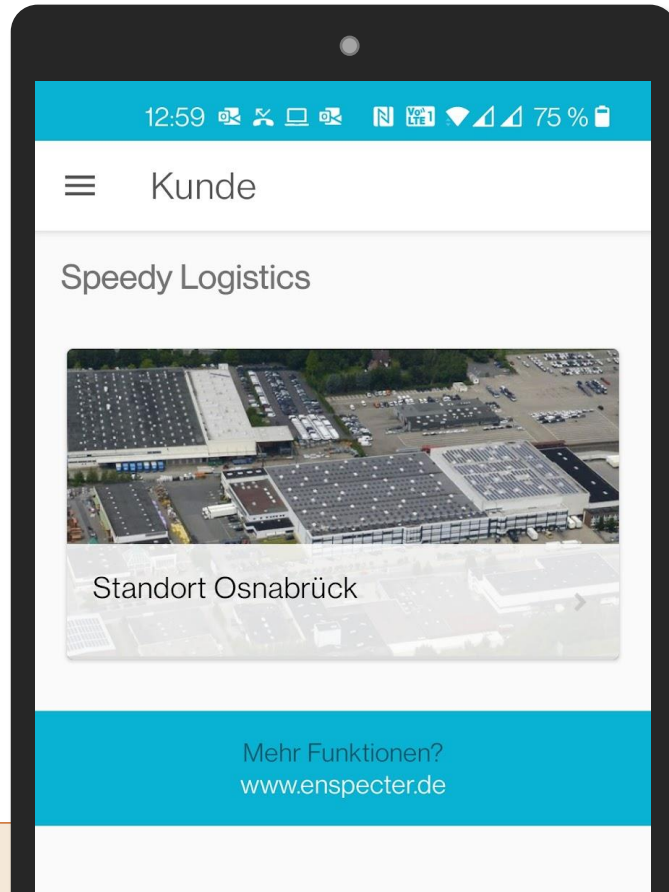 12:59 75 %
Kunde
Speedy Logistics
Standort Osnabrück
Mehr Funktionen?
www.enspecter.de